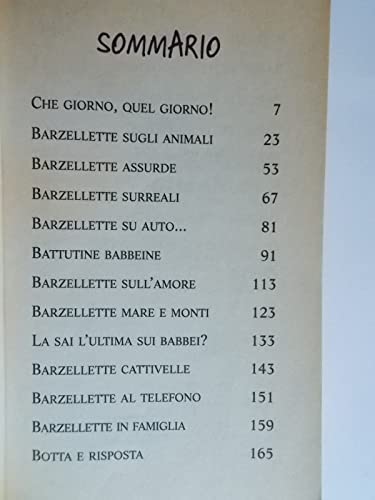 SOMMARIO
CHE GIORNO, QUEL GIORNO! 7
BARZELLETTE SUGLI ANIMALI 23
BARZELLETTE ASSURDE 53
BARZELLETTE SURREALI 67
BARZELLETTE SU AUTO... 81
BATTUTINE BABBEINE 91
BARZELLETTE SULL'AMORE 113
BARZELLETTE MARE E MONTI 123
LA SAI L'ULTIMA SUI BABBEI? 133
BARZELLETTE CATTIVELLE 143
BARZELLETTE AL TELEFONO 151
BARZELLETTE IN FAMIGLIA 159
BOTTA E RISPOSTA 165